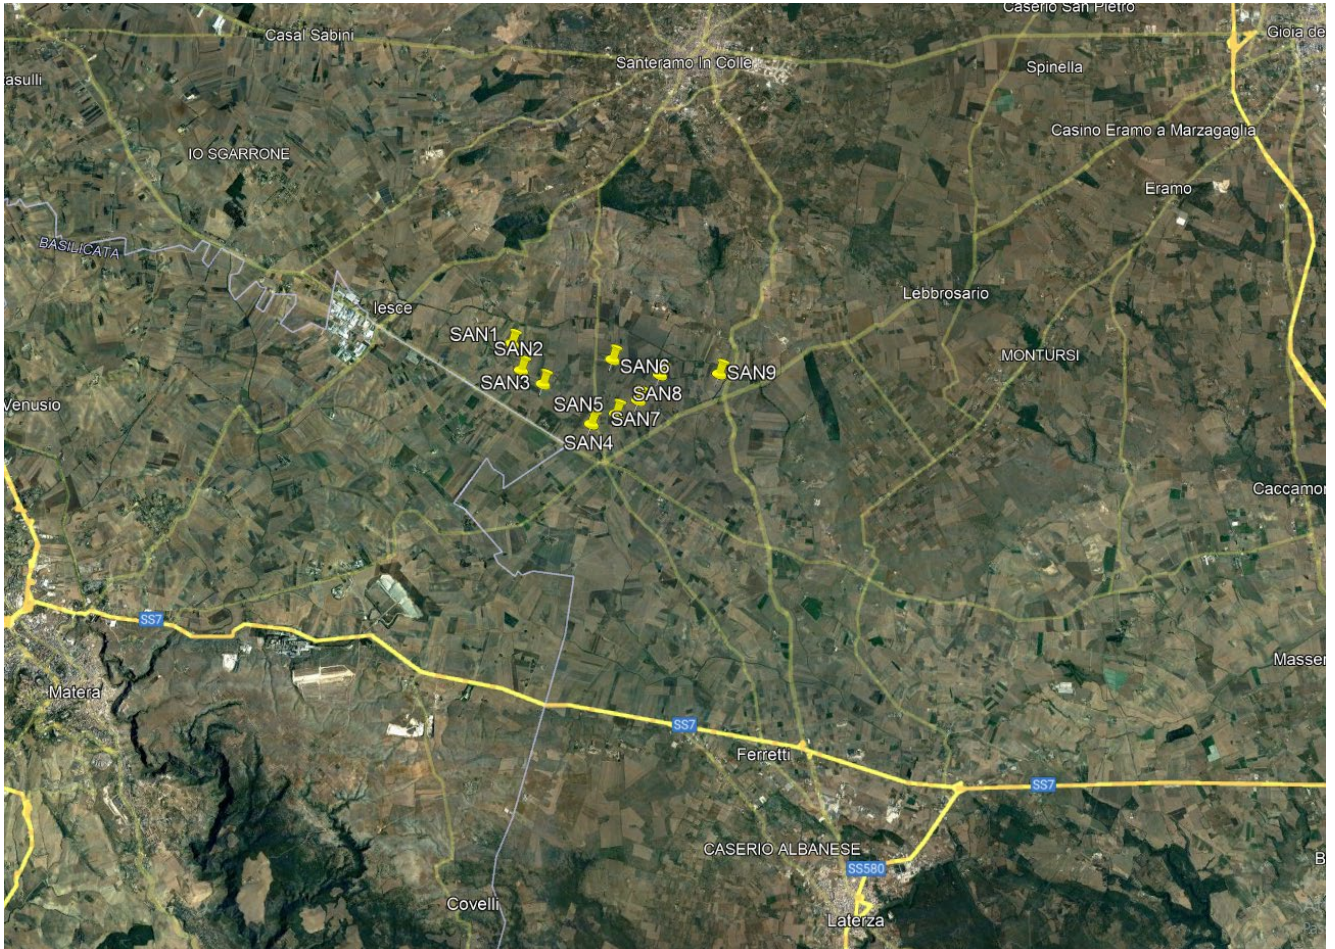 Caserio San Pietro
Casal Sabini
Gioia de
Santeramo In Colle
Spinella
asulli
Casino Eramo a Marzagaglia
IO SGARRONE
Eramo
BASILICATA
Lebbrosario
Iesce
SAN1
SAN2
MONTURSI
SAN6
SAN9
SAN3
SAN8
Venusio
SAN5
SAN7
SAN4
Caccamo
SS7
Masser
Matera
SS7
Ferretti
SS7
CASERIO ALBANESE
B
SS580
Covelli
Laterza